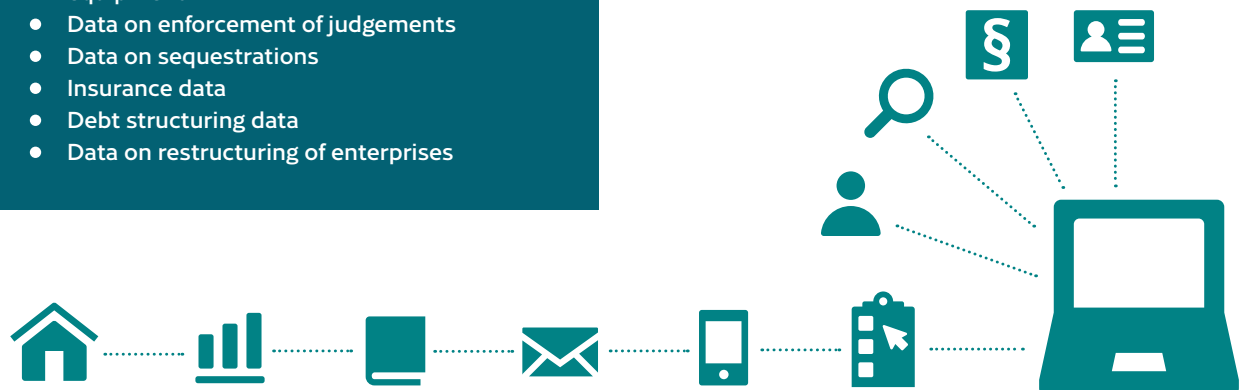 ● Data on enforcement of judgements
● Data on sequestrations
● Insurance data
● Debt structuring data
● Data on restructuring of enterprises
§